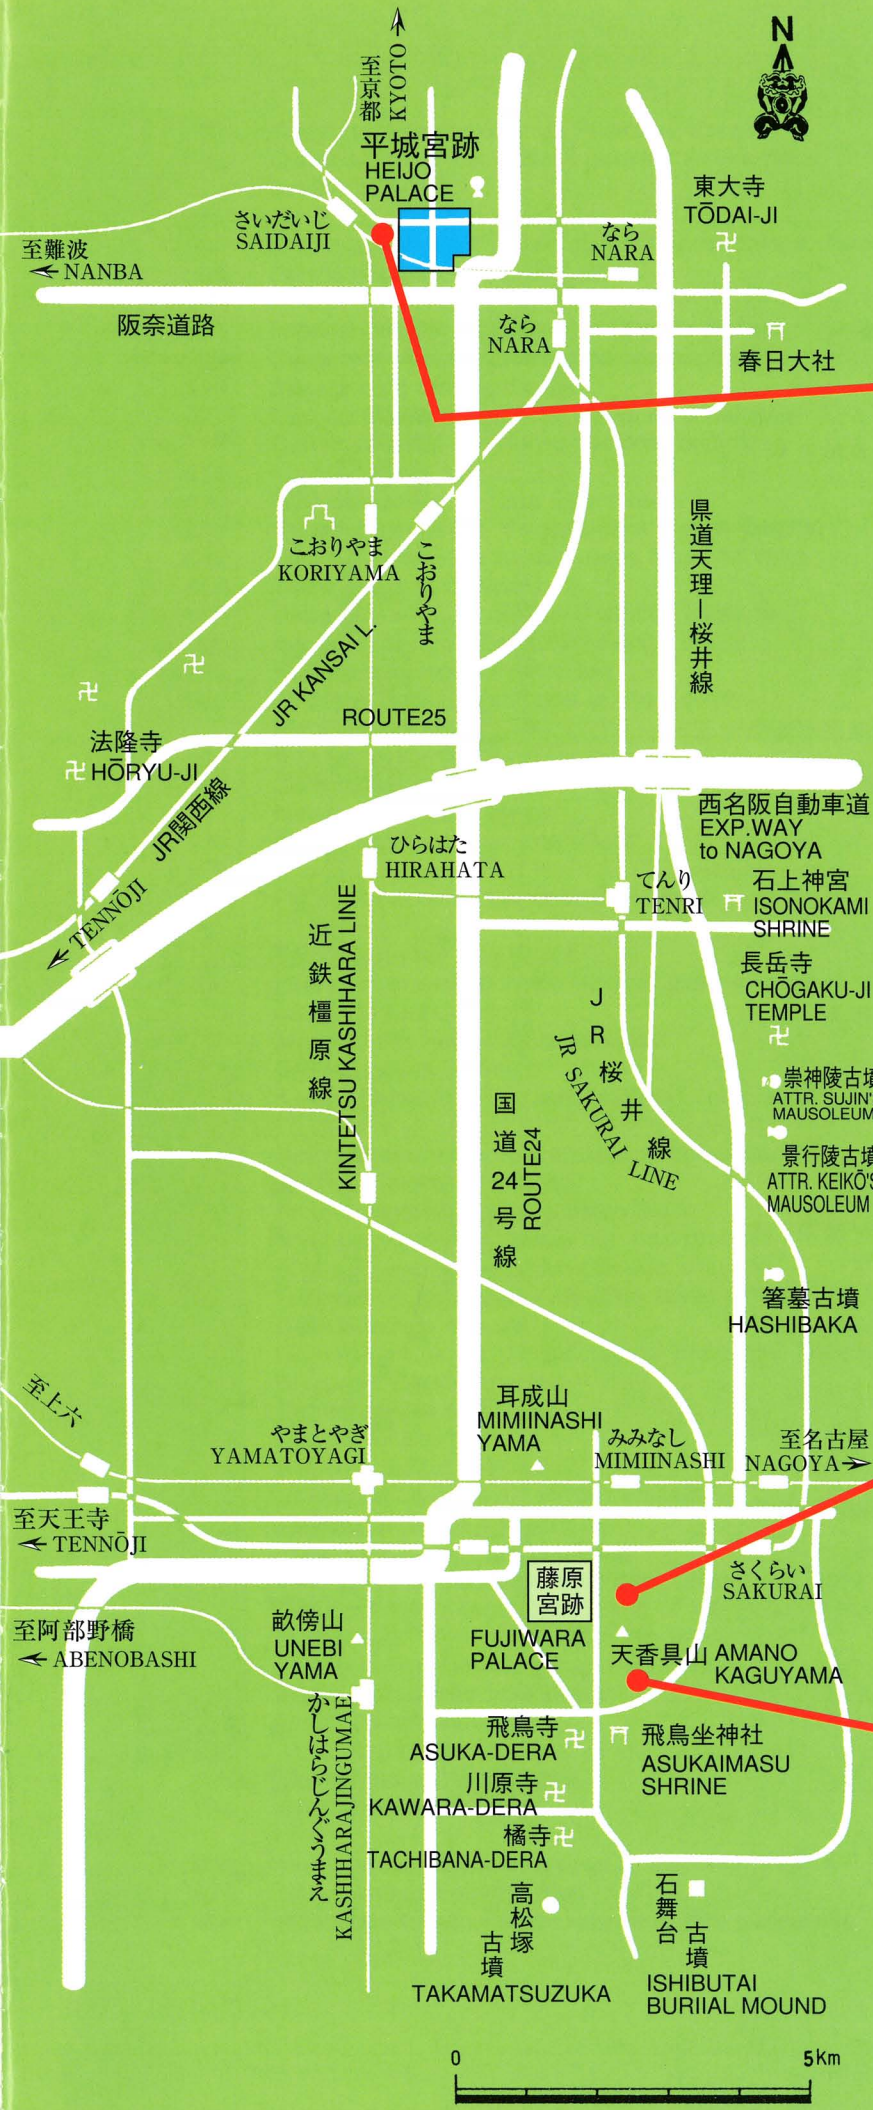 N
至京都
KYOTO
平城宮跡
HEIJO
PALACE
東大寺
TŌDAI-JI
さいだいじ
SAIDAIJI
なら
NARA
至難波
NANBA
阪奈道路
なら
NARA
春日大社
県道天理ー桜井線
こおりやま
KORIYAMA
こおりやま
JR KANSAI L.
ROUTE25
法隆寺
HŌRYU-JI
JR関西線
西名阪自動車道
EXP.WAY
to NAGOYA
ひらはた
HIRAHATA
てんり
TENRI
石上神宮
ISONOKAMI
SHRINE
TENNŌJI
近鉄橿原線
KINTETSU KASHIHARA LINE
長岳寺
CHŌGAKU-JI
TEMPLE
JR桜井線
JR SAKURAI LINE
崇神陵古墳
ATTR. SUJIN'
MAUSOLEUM
国道24号線
ROUTE24
景行陵古墳
ATTR. KEIKŌ'S
MAUSOLEUM
箸墓古墳
HASHIBAKA
至上六
耳成山
MIMIINASHI
YAMA
やまとやぎ
YAMATOYAGI
みみなし
MIMIINASHI
至名古屋
NAGOYA
至天王寺
TENNŌJI
さくらい
SAKURAI
藤原
宮跡
FUJIWARA
PALACE
至阿部野橋
ABENOBASHI
畝傍山
UNEBI
YAMA
天香具山 AMANO
KAGUYAMA
かしはらじんぐうまえ
KASHIHARAJINGUMAE
飛鳥寺
ASUKA-DERA
飛鳥坐神社
ASUKAIMASU
SHRINE
川原寺
KAWARA-DERA
橘寺
TACHIBANA-DERA
高松塚
古墳
TAKAMATSUZUKA
石舞台
古墳
ISHIBUTAI
BURIIAL MOUND
0 5Km